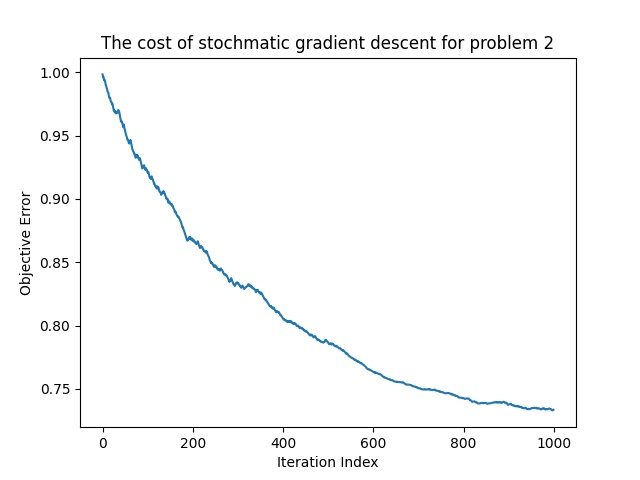 The cost of stochmatic gradient descent for problem 2
1.00
0.95
0.90
0.85
0.80
0.75
Objective Error
0 200 400 600 800 1000
Iteration Index